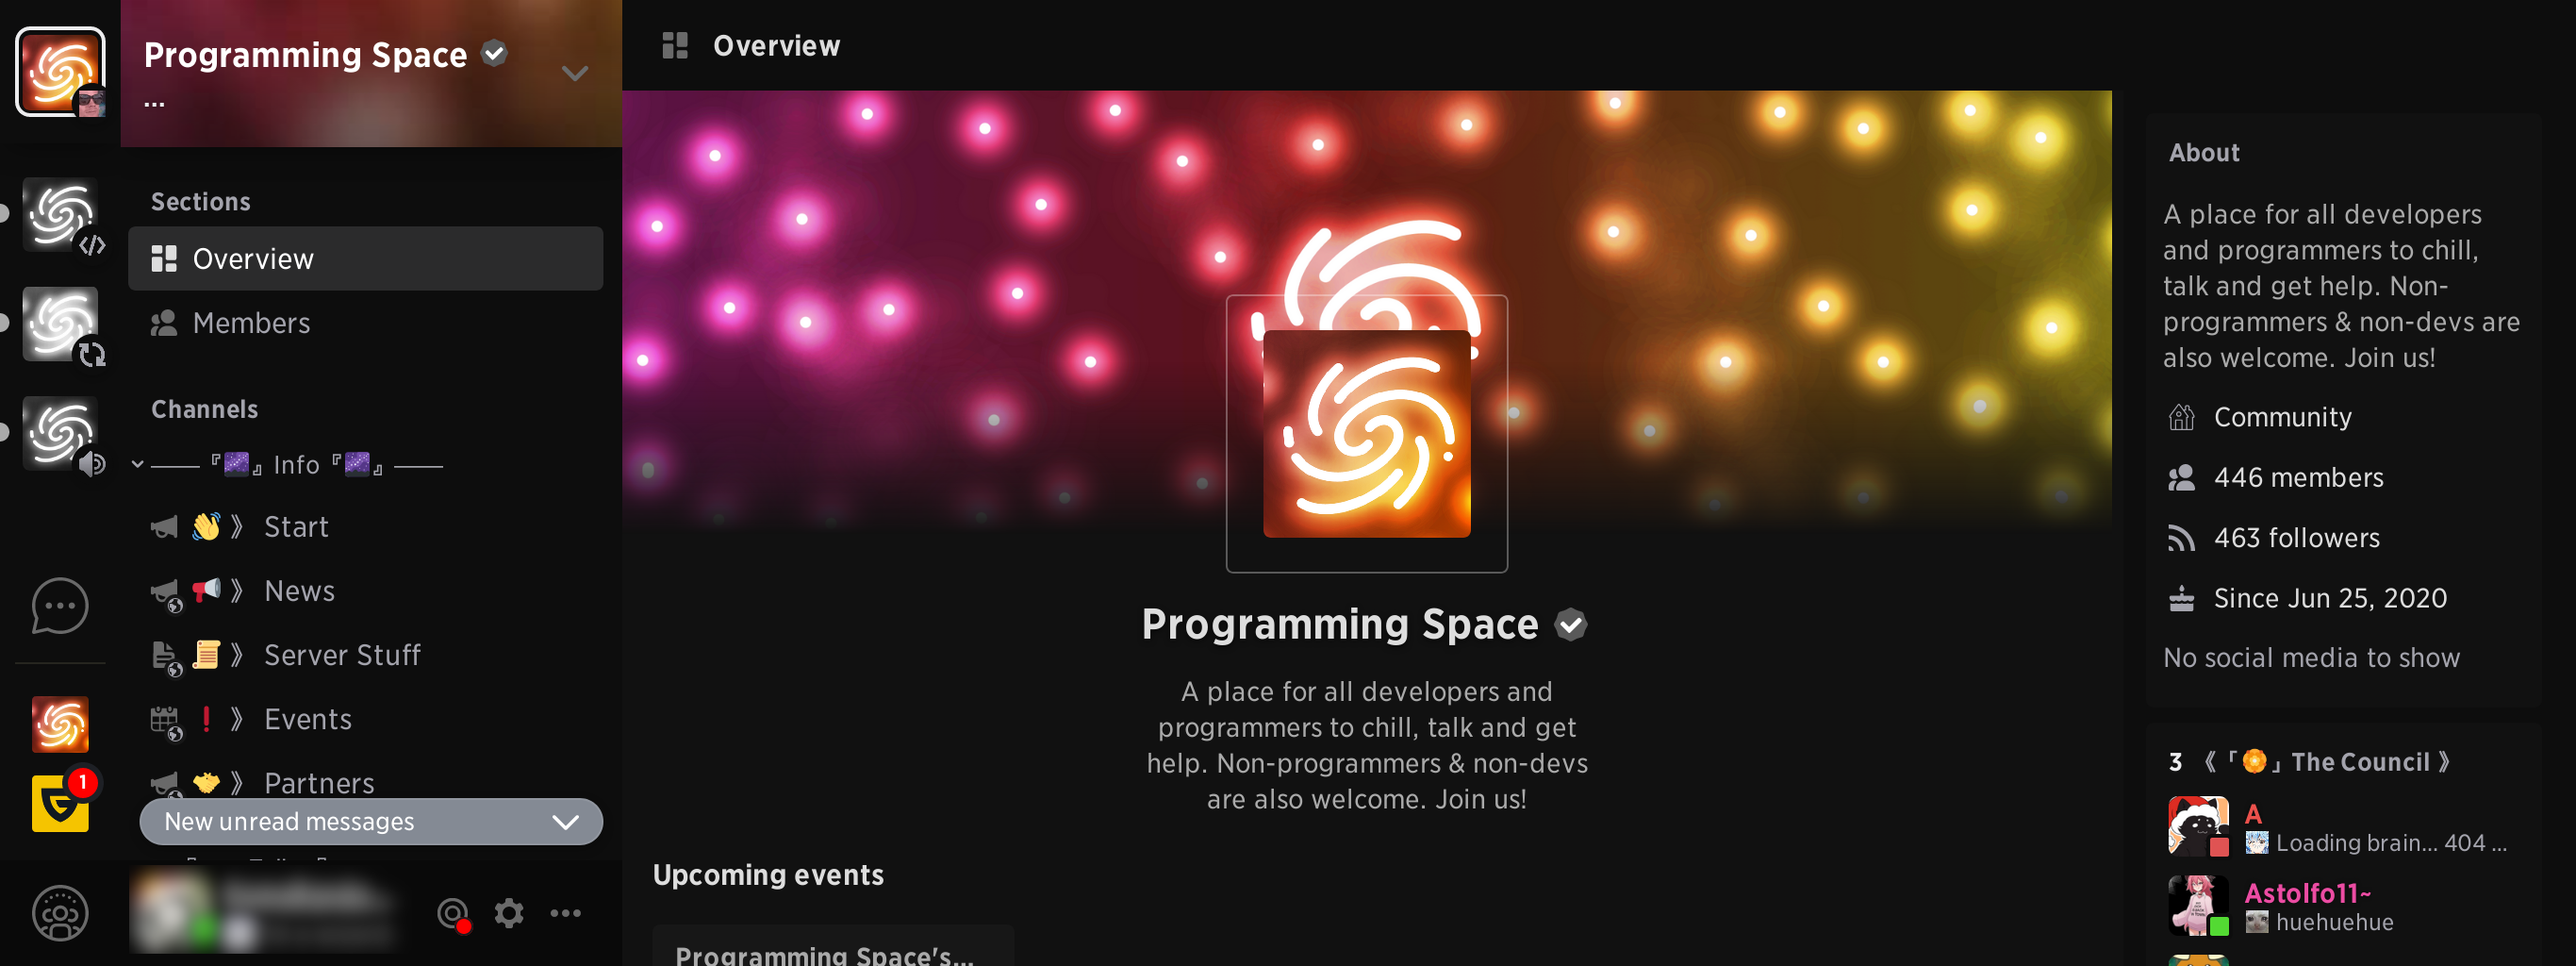 Programming Space
...
Sections
Overview
Members
Channels
—— 『🌌』 Info 『🌌』 ——
👋 》 Start
📢 》 News
📜 》 Server Stuff
❗ 》 Events
🤝 》 Partners
New unread messages
1
Overview
Programming Space
A place for all developers and
programmers to chill, talk and get
help. Non-programmers & non-devs
are also welcome. Join us!
Upcoming events
Programming Space's...
About
A place for all developers
and programmers to chill,
talk and get help. Non-
programmers & non-devs are
also welcome. Join us!
Community
446 members
463 followers
Since Jun 25, 2020
No social media to show
3 《「🏵」The Council 》
A
Loading brain... 404 ...
Astolfo11~
huehuehue